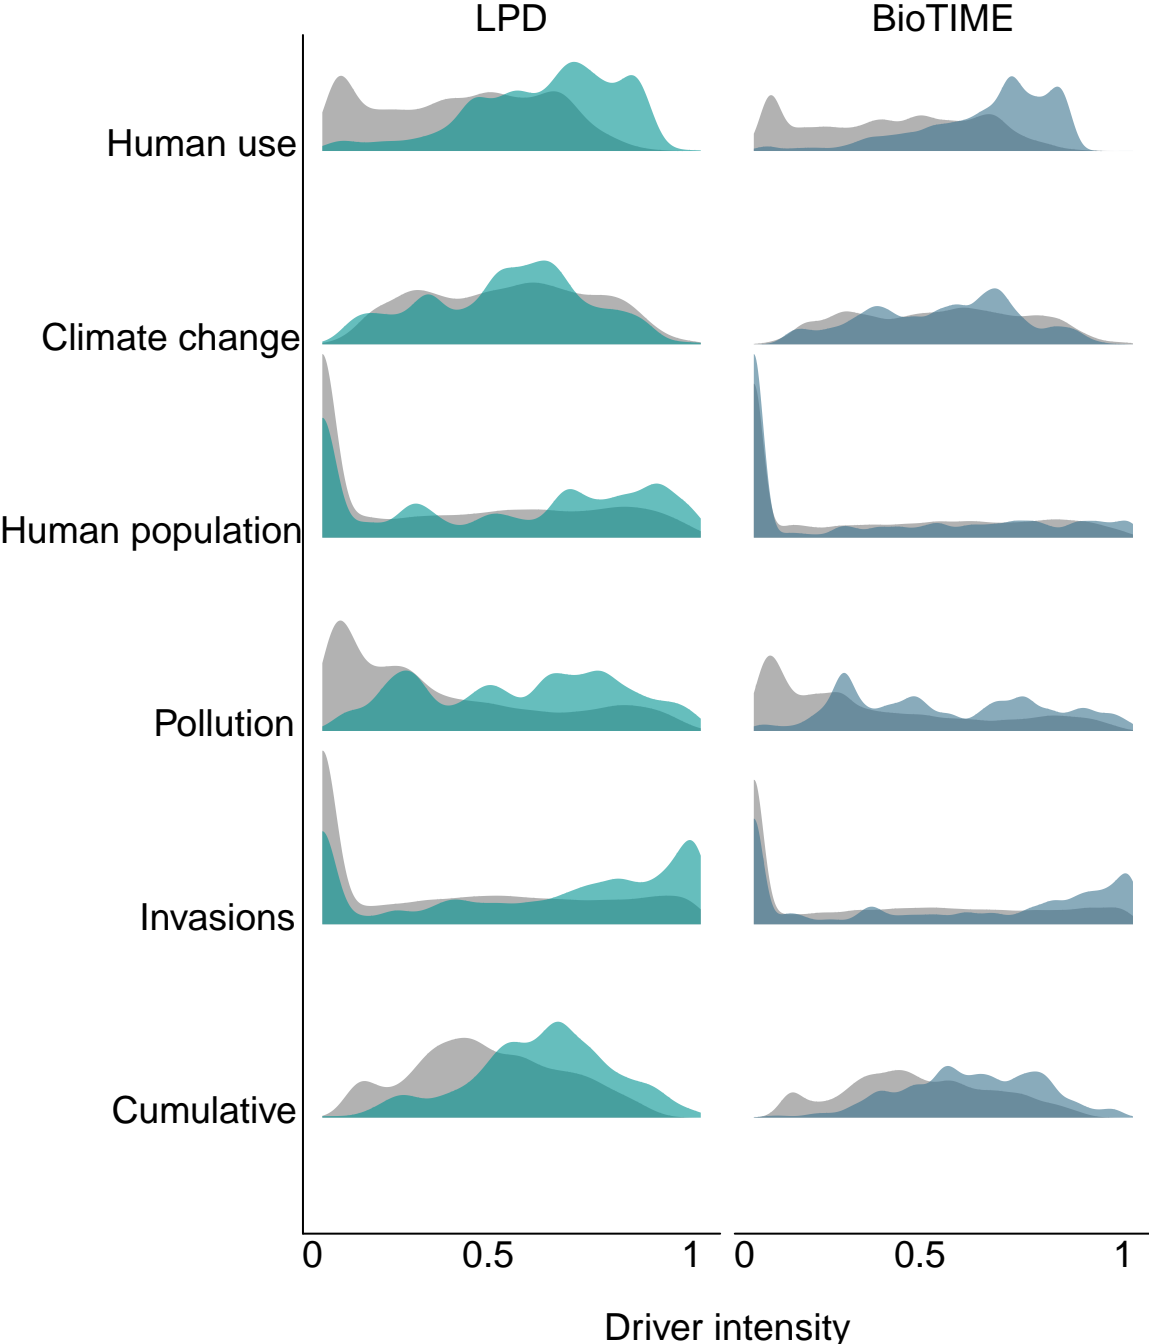 LPD BioTIME
Human use
Climate change
Human population
Pollution
Invasions
Cumulative
0 0.5 1 0 0.5 1
Driver intensity